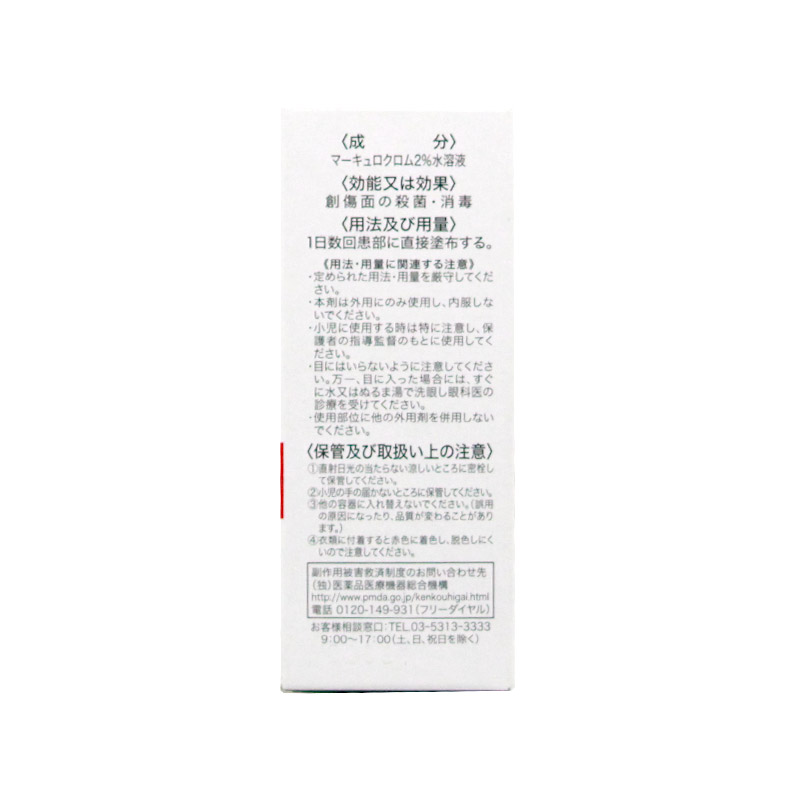 〈成　　　分〉
マーキュロクロム2%水溶液
〈効能又は効果〉
創傷面の殺菌・消毒
〈用法及び用量〉
1日数回患部に直接塗布する。
《用法・用量に関連する注意》
・定められた用法・用量を厳守してくだ
さい。
・本剤は外用にのみ使用し、内服しな
いでください。
・小児に使用する時は特に注意し、保
護者の指導監督のもとに使用してく
ださい。
・目にはいらないように注意してくださ
い。万一、目に入った場合には、すぐ
に水又はぬるま湯で洗眼し眼科医の
診療を受けてください。
・使用部位に他の外用剤を併用しない
でください。
〈保管及び取扱い上の注意〉
①直射日光の当たらない涼しいところに密栓し
て保管してください。
②小児の手の届かないところに保管してください。
③他の容器に入れ替えないでください。(誤用
の原因になったり、品質が変わることがあり
ます。)
④衣類に付着すると赤色に着色し、脱色しにく
いので注意してください。
副作用被害救済制度のお問い合わせ先
(独)医薬品医療機器総合機構
http://www.pmda.go.jp/kenkouhigai.html
電話 0120-149-931(フリーダイヤル)
お客様相談窓口:TEL.03-5313-3333
9:00〜17:00(土、日、祝日を除く)